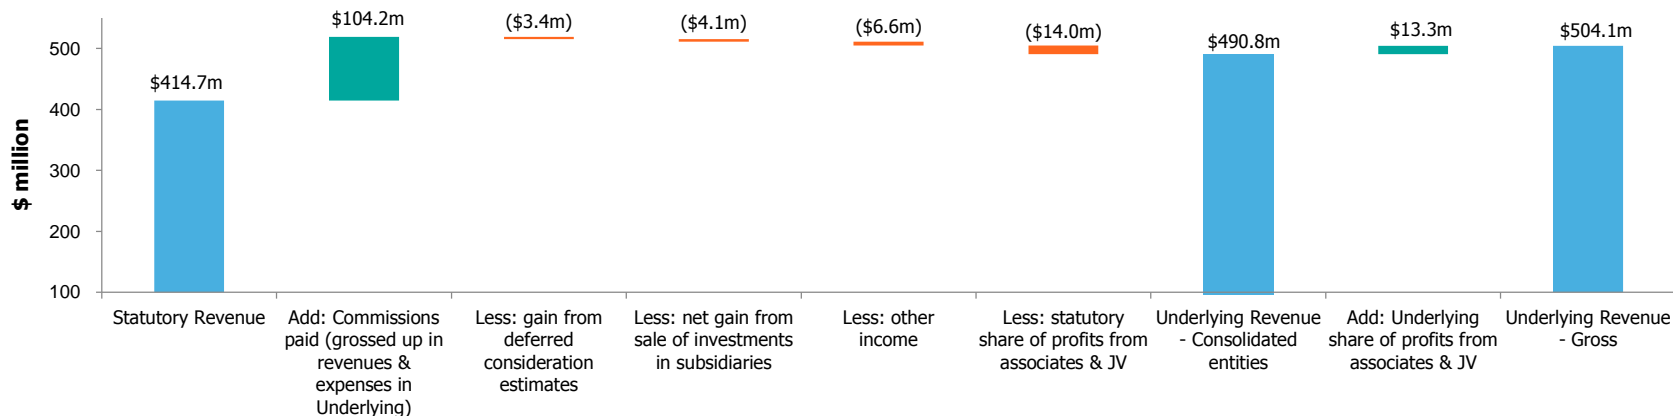 $104.2m
($3.4m)
($4.1m)
($6.6m)
($14.0m)
$13.3m
$490.8m
$504.1m
$414.7m
$ million
500
400
300
200
100
Statutory Revenue
Add: Commissions
paid (grossed up in
revenues &
expenses in
Underlying)
Less: gain from
deferred
consideration
estimates
Less: net gain from
sale of investments
in subsidiaries
Less: other
income
Less: statutory
share of profits from
associates & JV
Underlying Revenue
- Consolidated
entities
Add: Underlying
share of profits from
associates & JV
Underlying Revenue
- Gross